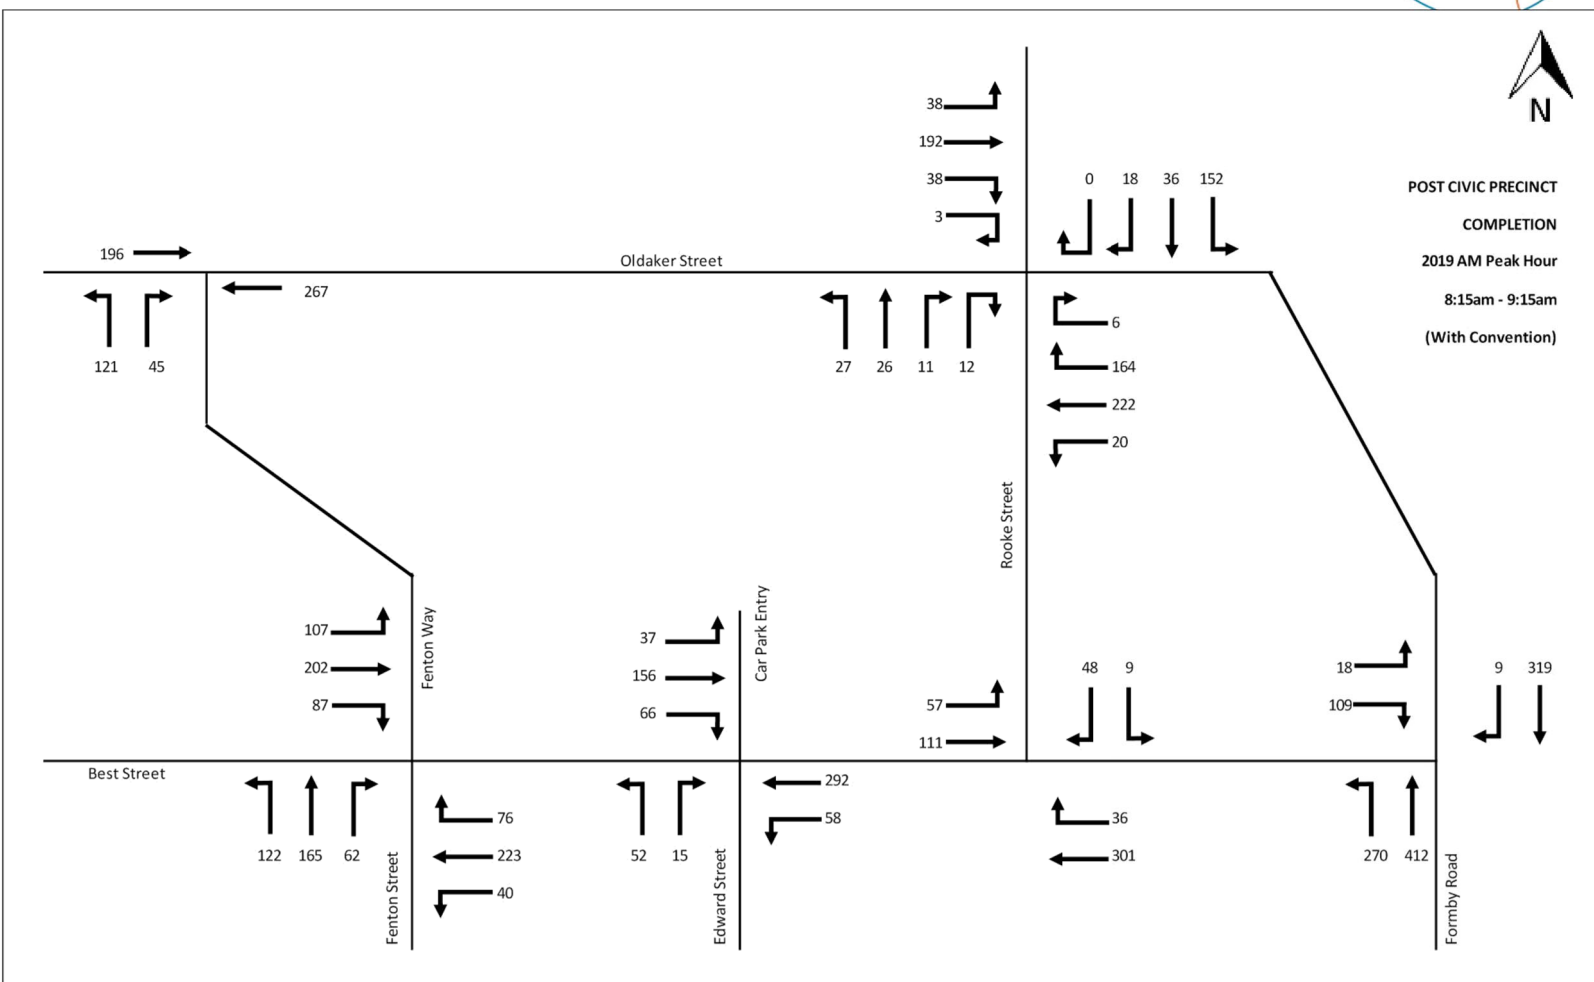 N
POST CIVIC PRECINCT
COMPLETION
2019 AM Peak Hour
8:15am - 9:15am
(With Convention)
38
192
38
3
0 18 36 152
196
Oldaker Street
267
121 45
27 26 11 12
6
164
222
20
Rooke Street
107
202
87
Fenton Way
37
156
66
Car Park Entry
57
111
48 9
18
109
9 319
Best Street
122 165 62
76
223
40
Fenton Street
52 15
292
58
Edward Street
36
301
270 412
Formby Road